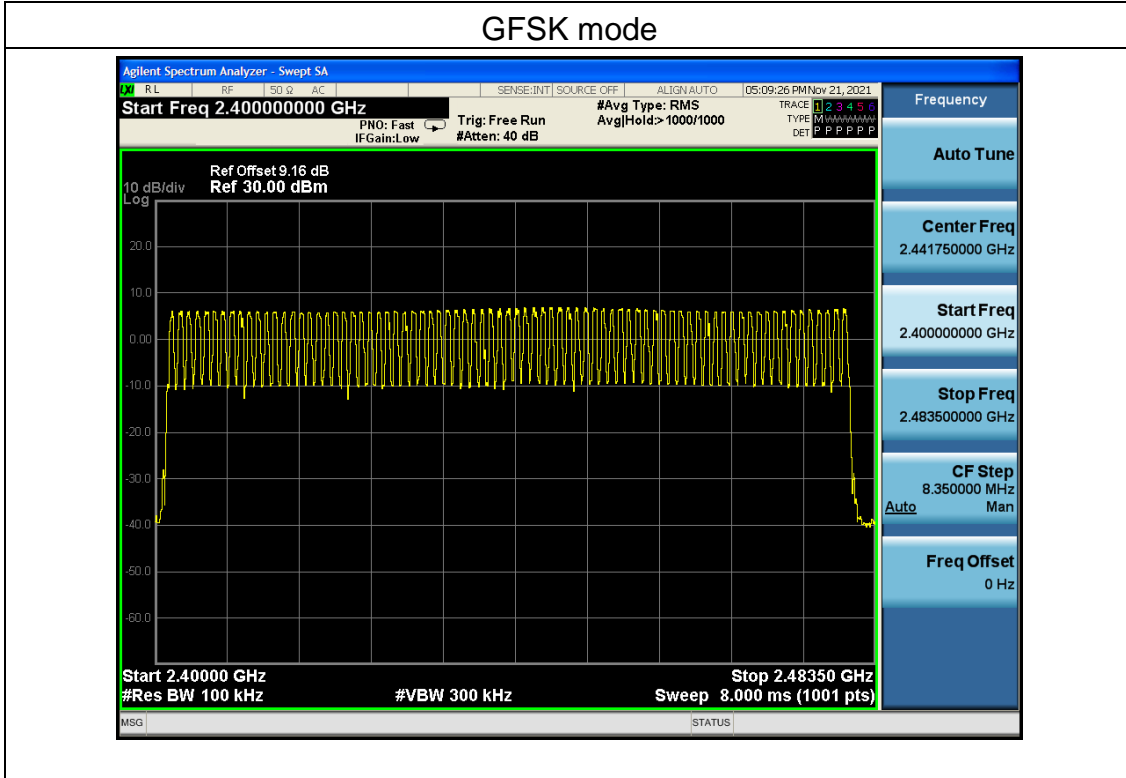 GFSK mode
Agilent Spectrum Analyzer - Swept SA
LXI RL RF 50 Ω AC SENSE:INT SOURCE OFF ALIGN AUTO 05:09:26 PM Nov 21, 2021
Start Freq 2.400000000 GHz
PNO: Fast
IFGain:Low
Trig: Free Run
#Atten: 40 dB
#Avg Type: RMS
Avg|Hold:>1000/1000
TRACE 1 2 3 4 5 6
TYPE M
DET P P P P P P
Ref Offset 9.16 dB
10 dB/div Ref 30.00 dBm
Log
20.0
10.0
0.00
-10.0
-20.0
-30.0
-40.0
-50.0
-60.0
Start 2.40000 GHz Stop 2.48350 GHz
#Res BW 100 kHz #VBW 300 kHz Sweep 8.000 ms (1001 pts)
MSG STATUS
Frequency
Auto Tune
Center Freq
2.441750000 GHz
Start Freq
2.400000000 GHz
Stop Freq
2.483500000 GHz
CF Step
8.350000 MHz
Auto Man
Freq Offset
0 Hz